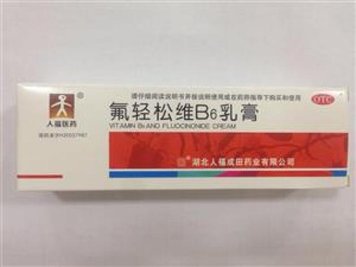 请仔细阅读说明书并按说明使用或在药师指导下购买和使用
OTC
氟轻松维B6乳膏
VITAMIN B6 AND FLUOCINONIDE CREAM
人福医药
湖北人福成田药业有限公司